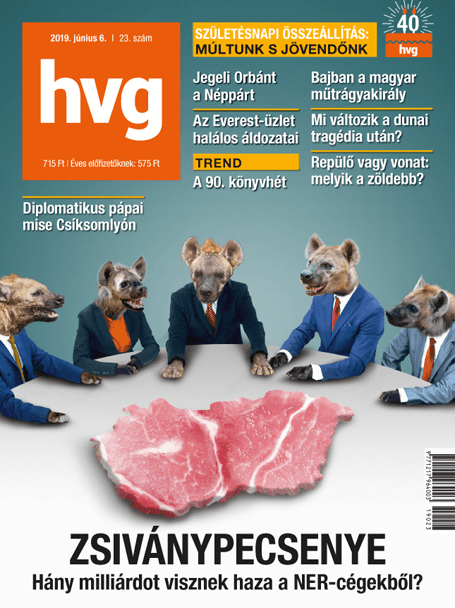 2019. június 6. | 23. szám
hvg
715 Ft | Éves előfizetőknek: 575 Ft
SZÜLETÉSNAPI ÖSSZEÁLLÍTÁS:
MÚLTUNK S JÖVENDŐNK
40
hvg
Jegeli Orbánt
a Néppárt
Az Everest-üzlet
halálos áldozatai
TREND
A 90. könyvhét
Bajban a magyar
műtrágyakirály
Mi változik a dunai
tragédia után?
Repülő vagy vonat:
melyik a zöldebb?
Diplomatikus pápai
mise Csíksomlyón
9771217964003
19023
ZSIVÁNYPECSENYE
Hány milliárdot visznek haza a NER-cégekből?